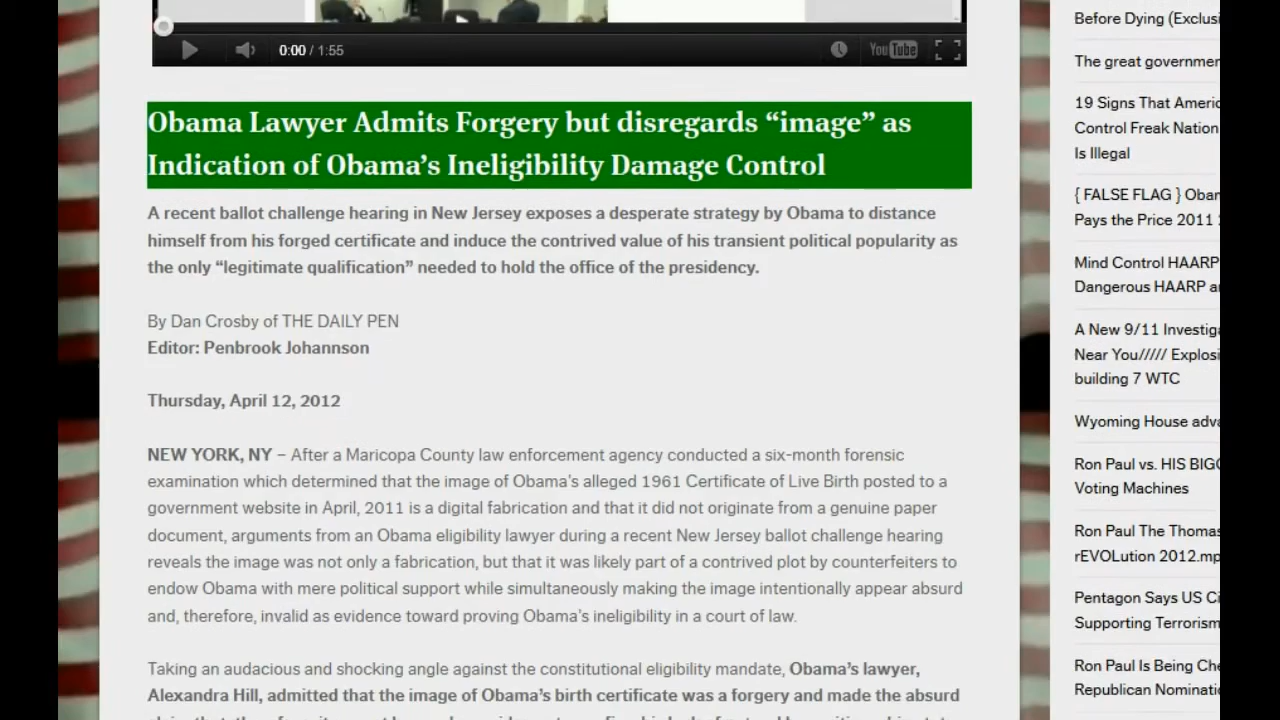 0:00 / 1:55
YouTube
Obama Lawyer Admits Forgery but disregards “image” as
Indication of Obama’s Ineligibility Damage Control
A recent ballot challenge hearing in New Jersey exposes a desperate strategy by Obama to distance
himself from his forged certificate and induce the contrived value of his transient political popularity as
the only “legitimate qualification” needed to hold the office of the presidency.
By Dan Crosby of THE DAILY PEN
Editor: Penbrook Johannson
Thursday, April 12, 2012
NEW YORK, NY – After a Maricopa County law enforcement agency conducted a six-month forensic
examination which determined that the image of Obama’s alleged 1961 Certificate of Live Birth posted to a
government website in April, 2011 is a digital fabrication and that it did not originate from a genuine paper
document, arguments from an Obama eligibility lawyer during a recent New Jersey ballot challenge hearing
reveals the image was not only a fabrication, but that it was likely part of a contrived plot by counterfeiters to
endow Obama with mere political support while simultaneously making the image intentionally appear absurd
and, therefore, invalid as evidence toward proving Obama’s ineligibility in a court of law.
Taking an audacious and shocking angle against the constitutional eligibility mandate, Obama’s lawyer,
Alexandra Hill, admitted that the image of Obama’s birth certificate was a forgery and made the absurd
Before Dying (Exclusi
The great governmer
19 Signs That Americ
Control Freak Nation
Is Illegal
{ FALSE FLAG } Obar
Pays the Price 2011
Mind Control HAARP
Dangerous HAARP a
A New 9/11 Investiga
Near You///// Explosi
building 7 WTC
Wyoming House adva
Ron Paul vs. HIS BIGG
Voting Machines
Ron Paul The Thomas
rEVOLution 2012.mp
Pentagon Says US Ci
Supporting Terrorism
Ron Paul Is Being Che
Republican Nominatio